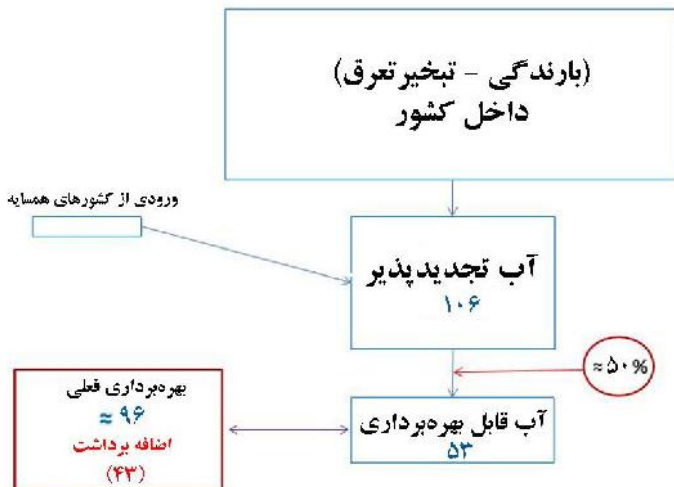 (بارندگی - تبخیرتعرق)
داخل کشور
ورودی از کشورهای همسایه
آب تجدیدپذیر
۱۰۶
≈۵۰%
آب قابل بهره‌برداری
۵۳
بهره‌برداری فعلی
≈ ۹۶
اضافه برداشت
(۴۳)